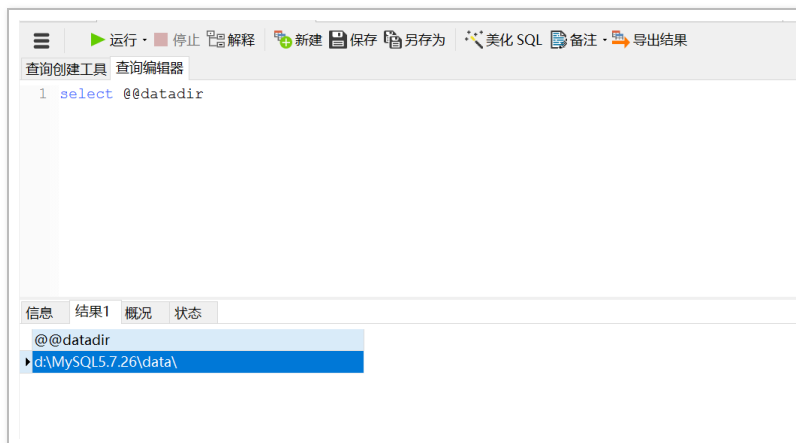 运行 · 停止 解释 新建 保存 另存为 美化 SQL 备注 · 导出结果
查询创建工具 查询编辑器
1 select @@datadir
信息 结果1 概况 状态
@@datadir
d:\MySQL5.7.26\data\